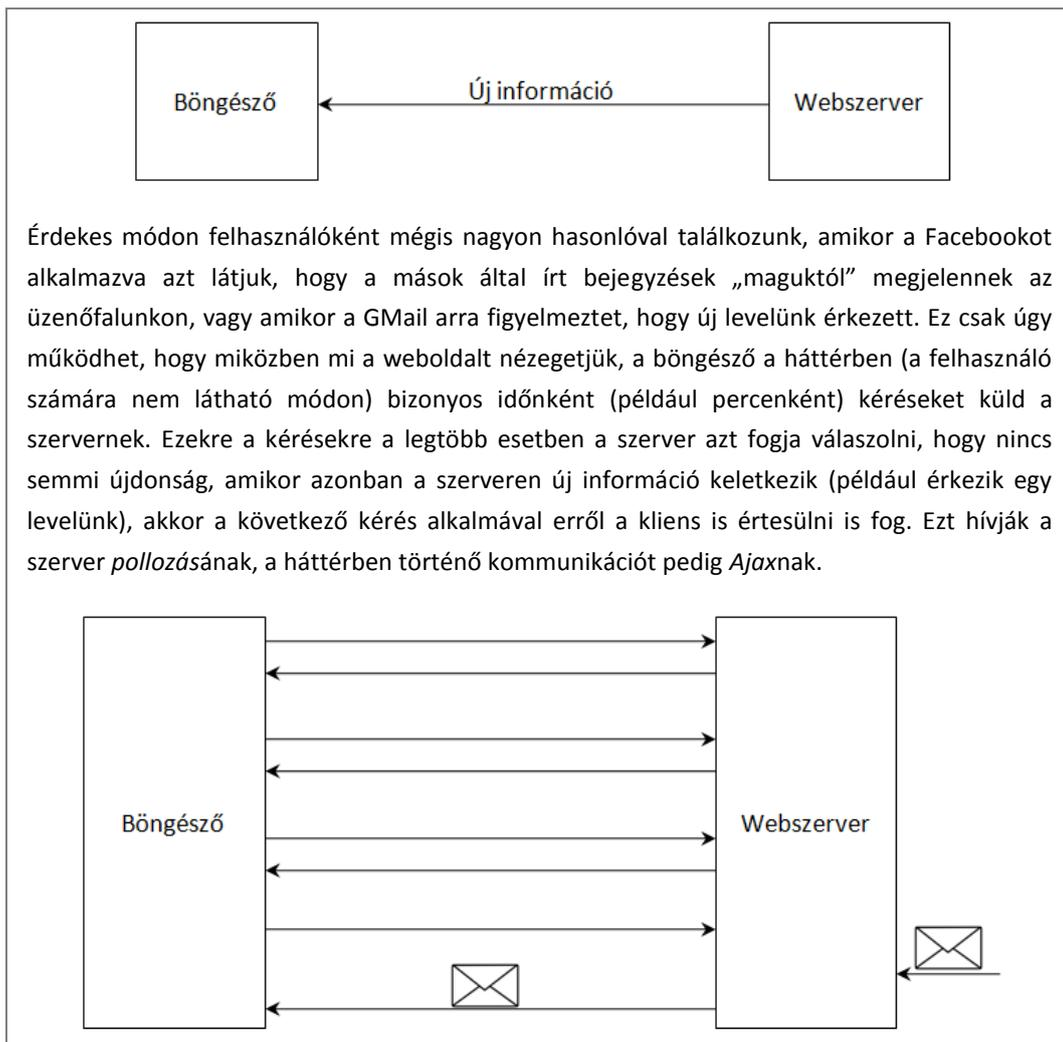 Böngésző
Új információ
Webszerver
Érdekes módon felhasználóként mégis nagyon hasonlóval találkozunk, amikor a Facebookot
alkalmazva azt látjuk, hogy a mások által írt bejegyzések „maguktól” megjelennek az
üzenőfalunkon, vagy amikor a GMail arra figyelmeztet, hogy új levelünk érkezett. Ez csak úgy
működhet, hogy miközben mi a weboldalt nézegetjük, a böngésző a háttérben (a felhasználó
számára nem látható módon) bizonyos időnként (például percenként) kéréseket küld a
szervernek. Ezekre a kérésekre a legtöbb esetben a szerver azt fogja válaszolni, hogy nincs
semmi újdonság, amikor azonban a szerveren új információ keletkezik (például érkezik egy
levelünk), akkor a következő kérés alkalmával erről a kliens is értesülni is fog. Ezt hívják a
szerver pollozásának, a háttérben történő kommunikációt pedig Ajaxnak.
Böngésző
Webszerver